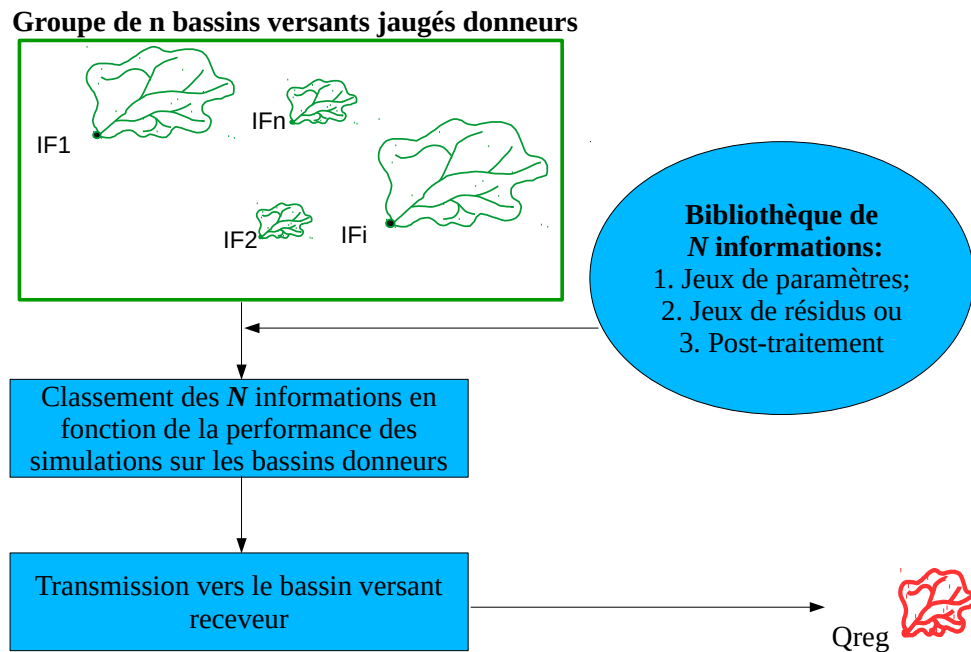 Groupe de n bassins versants jaugés donneurs
IF1
IFn
IF2
IFi
Bibliothèque de
N informations:
1. Jeux de paramètres;
2. Jeux de résidus ou
3. Post-traitement
Classement des N informations en
fonction de la performance des
simulations sur les bassins donneurs
Transmission vers le bassin versant
receveur
Qreg